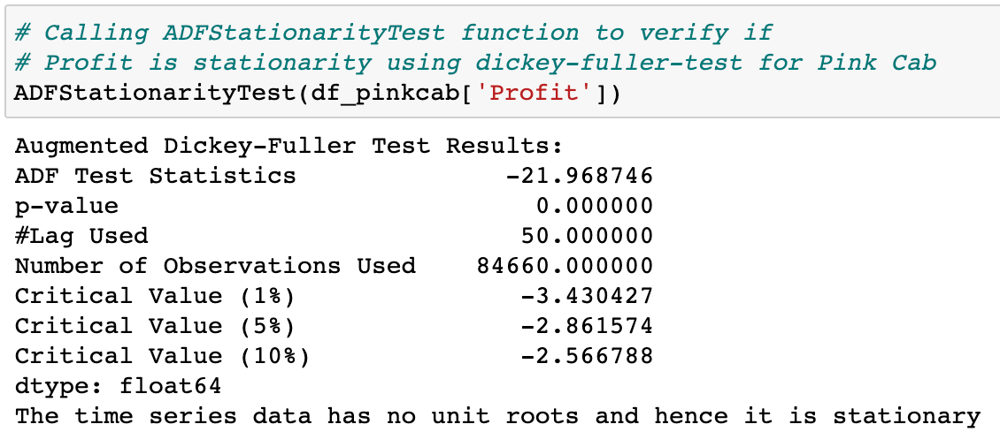 # Calling ADFStationarityTest function to verify if
# Profit is stationarity using dickey-fuller-test for Pink Cab
ADFStationarityTest(df_pinkcab['Profit'])
Augmented Dickey-Fuller Test Results:
ADF Test Statistics -21.968746
p-value 0.000000
#Lag Used 50.000000
Number of Observations Used 84660.000000
Critical Value (1%) -3.430427
Critical Value (5%) -2.861574
Critical Value (10%) -2.566788
dtype: float64
The time series data has no unit roots and hence it is stationary